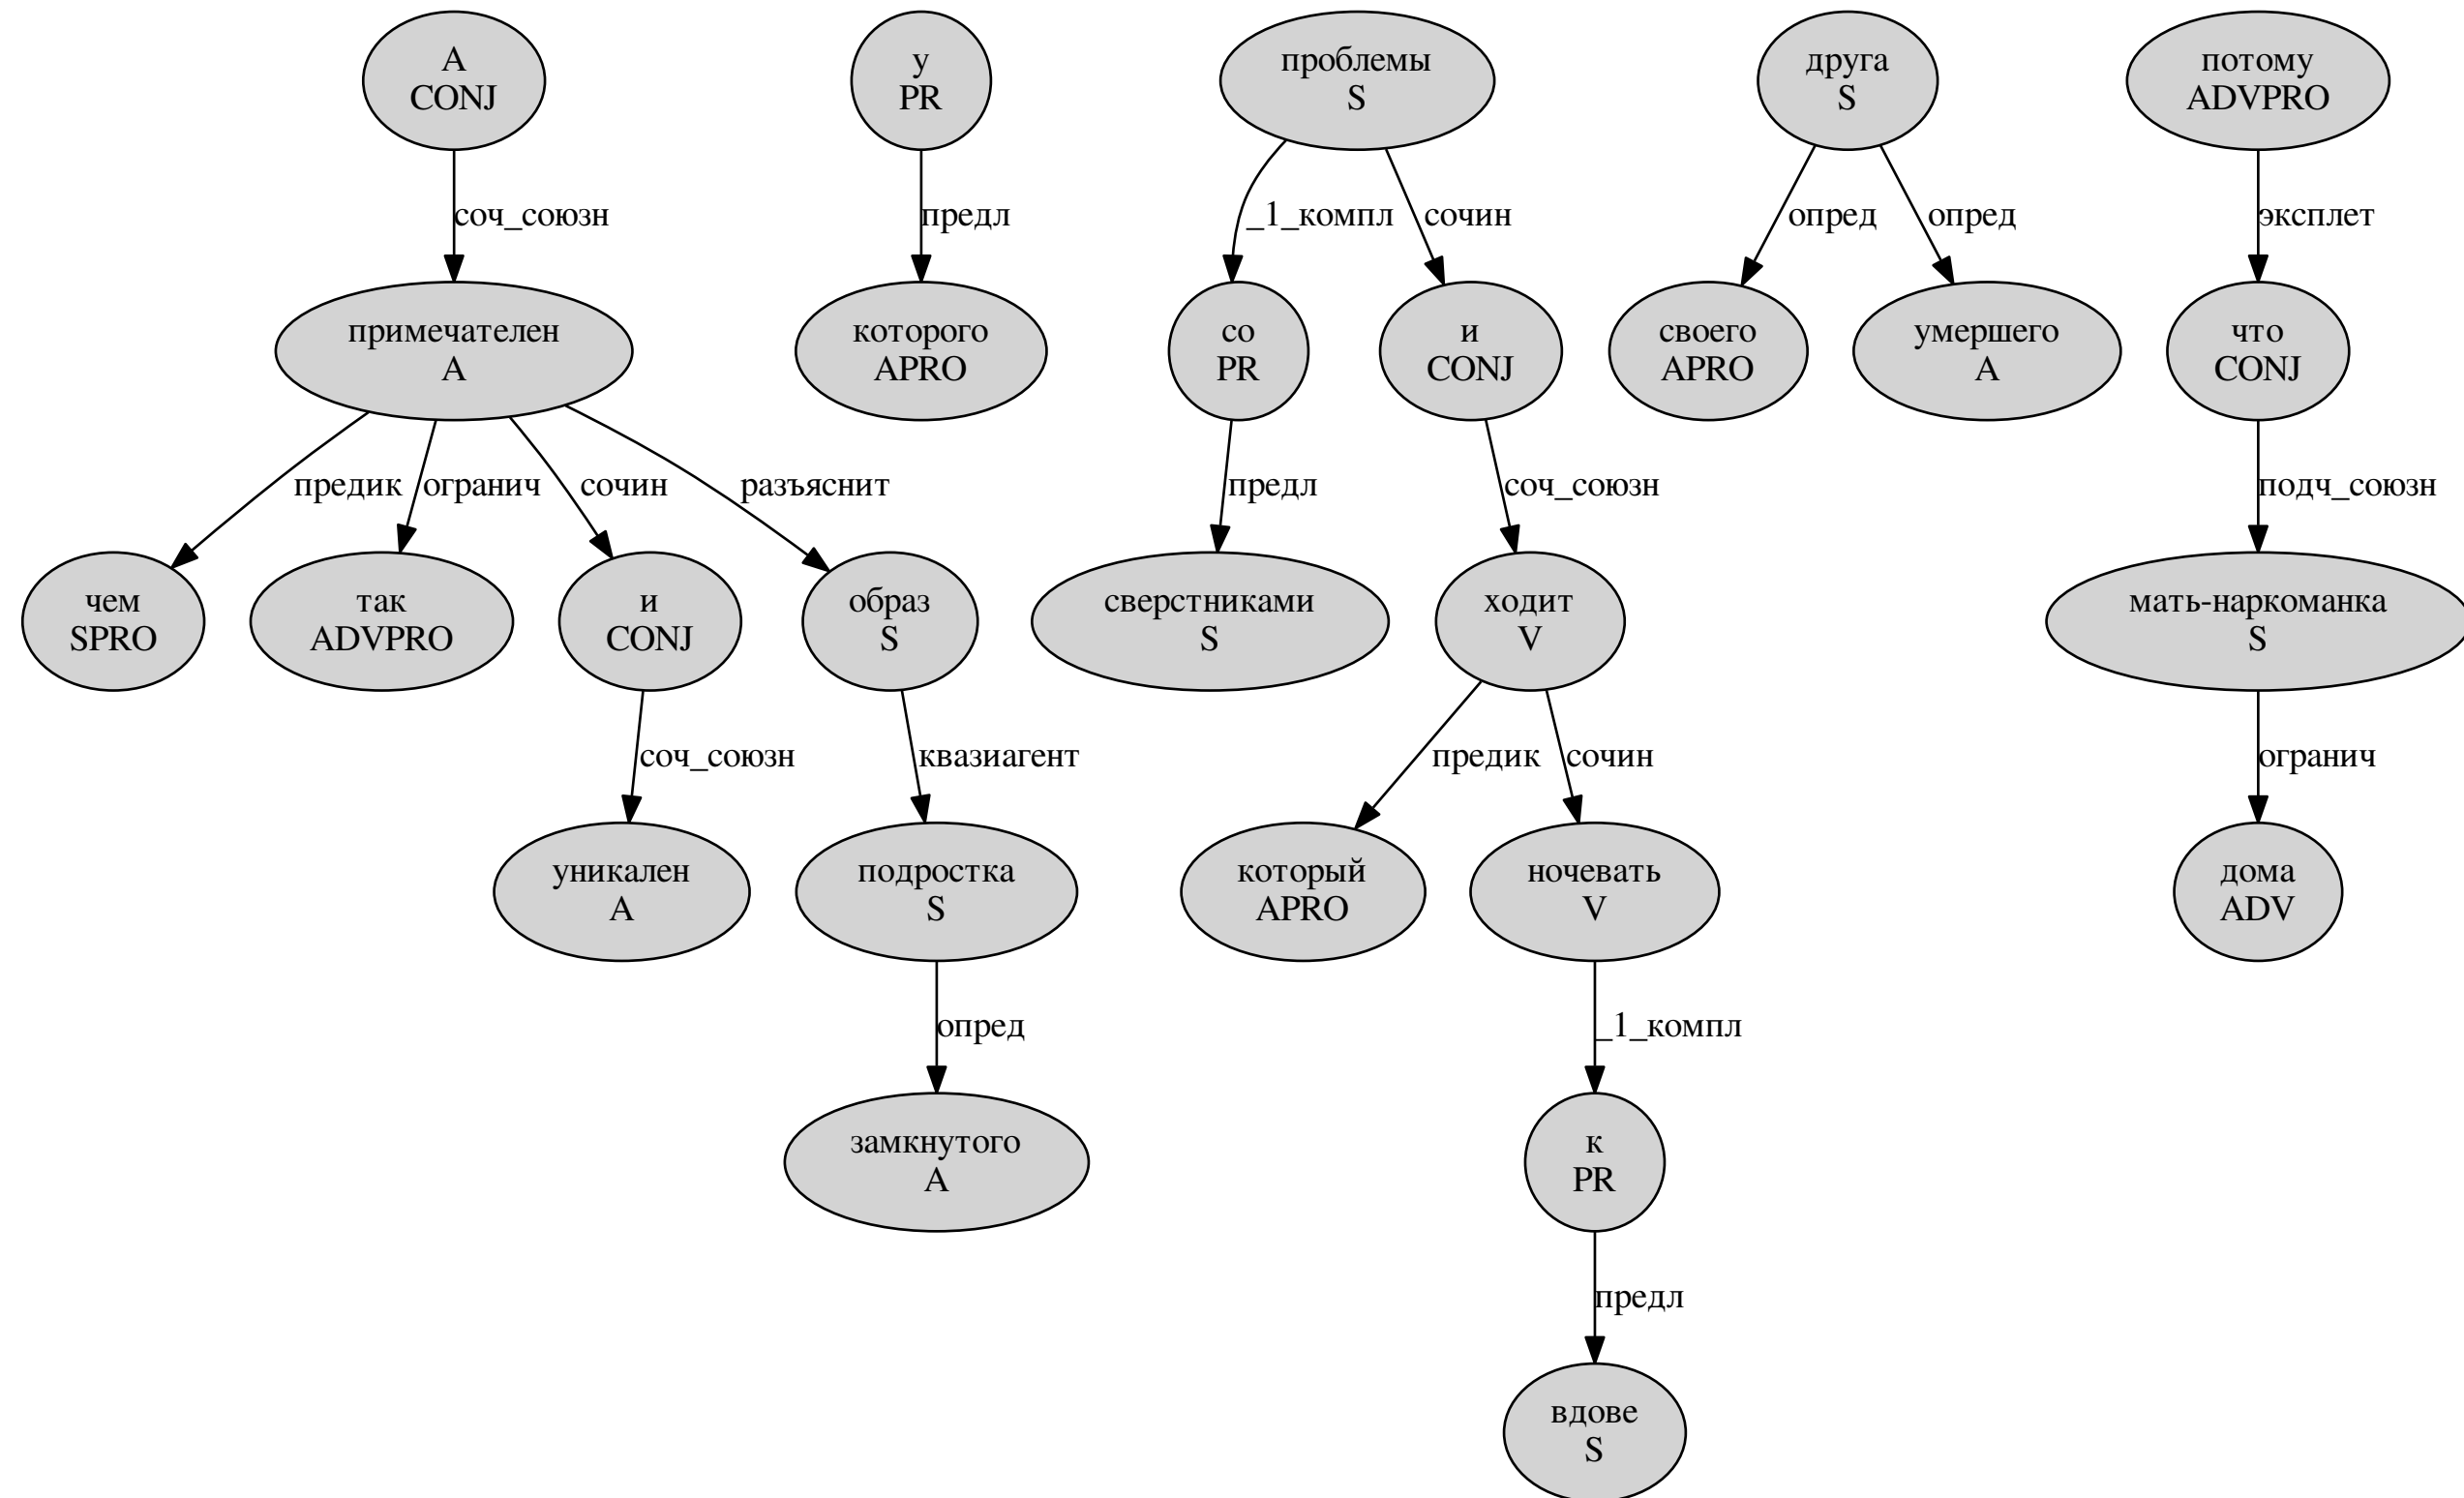 А
CONJ
у
PR
проблемы
S
друга
S
потому
ADVPRO
соч_союзн
предл
_1_компл
сочин
опред
опред
эксплет
примечателен
A
которого
APRO
со
PR
и
CONJ
своего
APRO
умершего
A
что
CONJ
предик
огранич
сочин
разъяснит
предл
соч_союзн
подч_союзн
чем
SPRO
так
ADVPRO
и
CONJ
образ
S
сверстниками
S
ходит
V
мать-наркоманка
S
соч_союзн
квазиагент
предик
сочин
огранич
уникален
A
подростка
S
который
APRO
ночевать
V
дома
ADV
опред
_1_компл
замкнутого
A
к
PR
предл
вдове
S